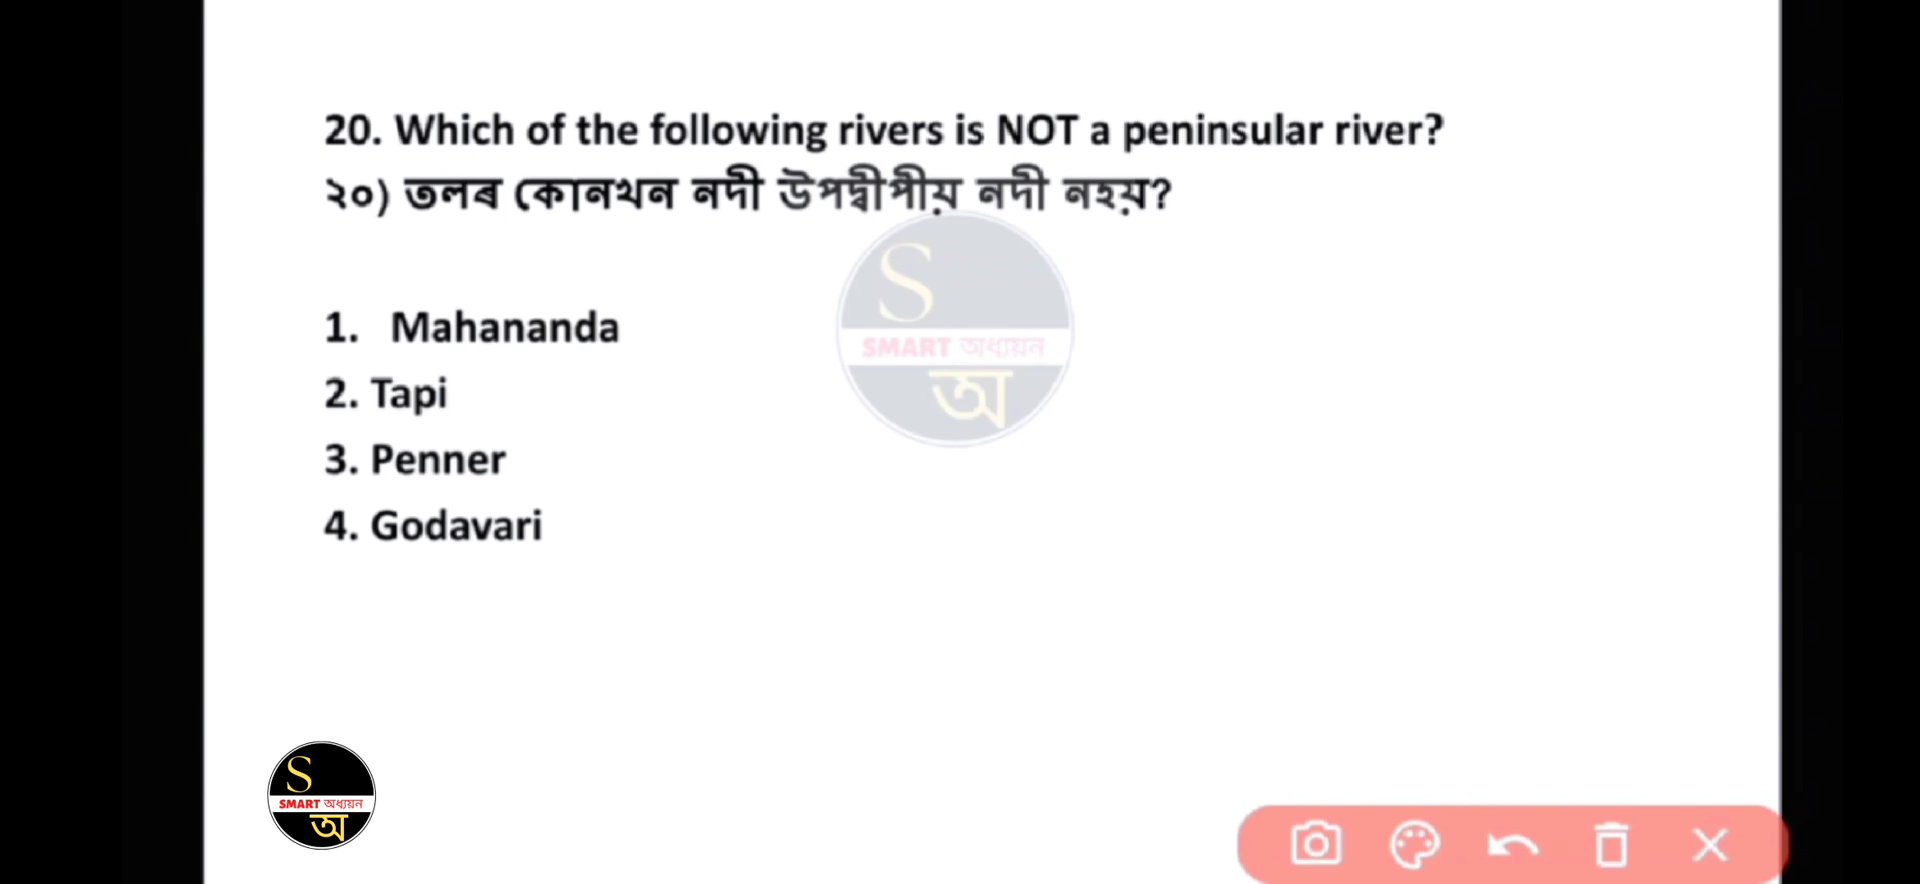 20. Which of the following rivers is NOT a peninsular river?
২০) তলৰ কোনখন নদী উপদ্বীপীয় নদী নহয়?
S
SMART অধ্যয়ন
অ
1. Mahananda
2. Tapi
3. Penner
4. Godavari
S
SMART অধ্যয়ন
অ